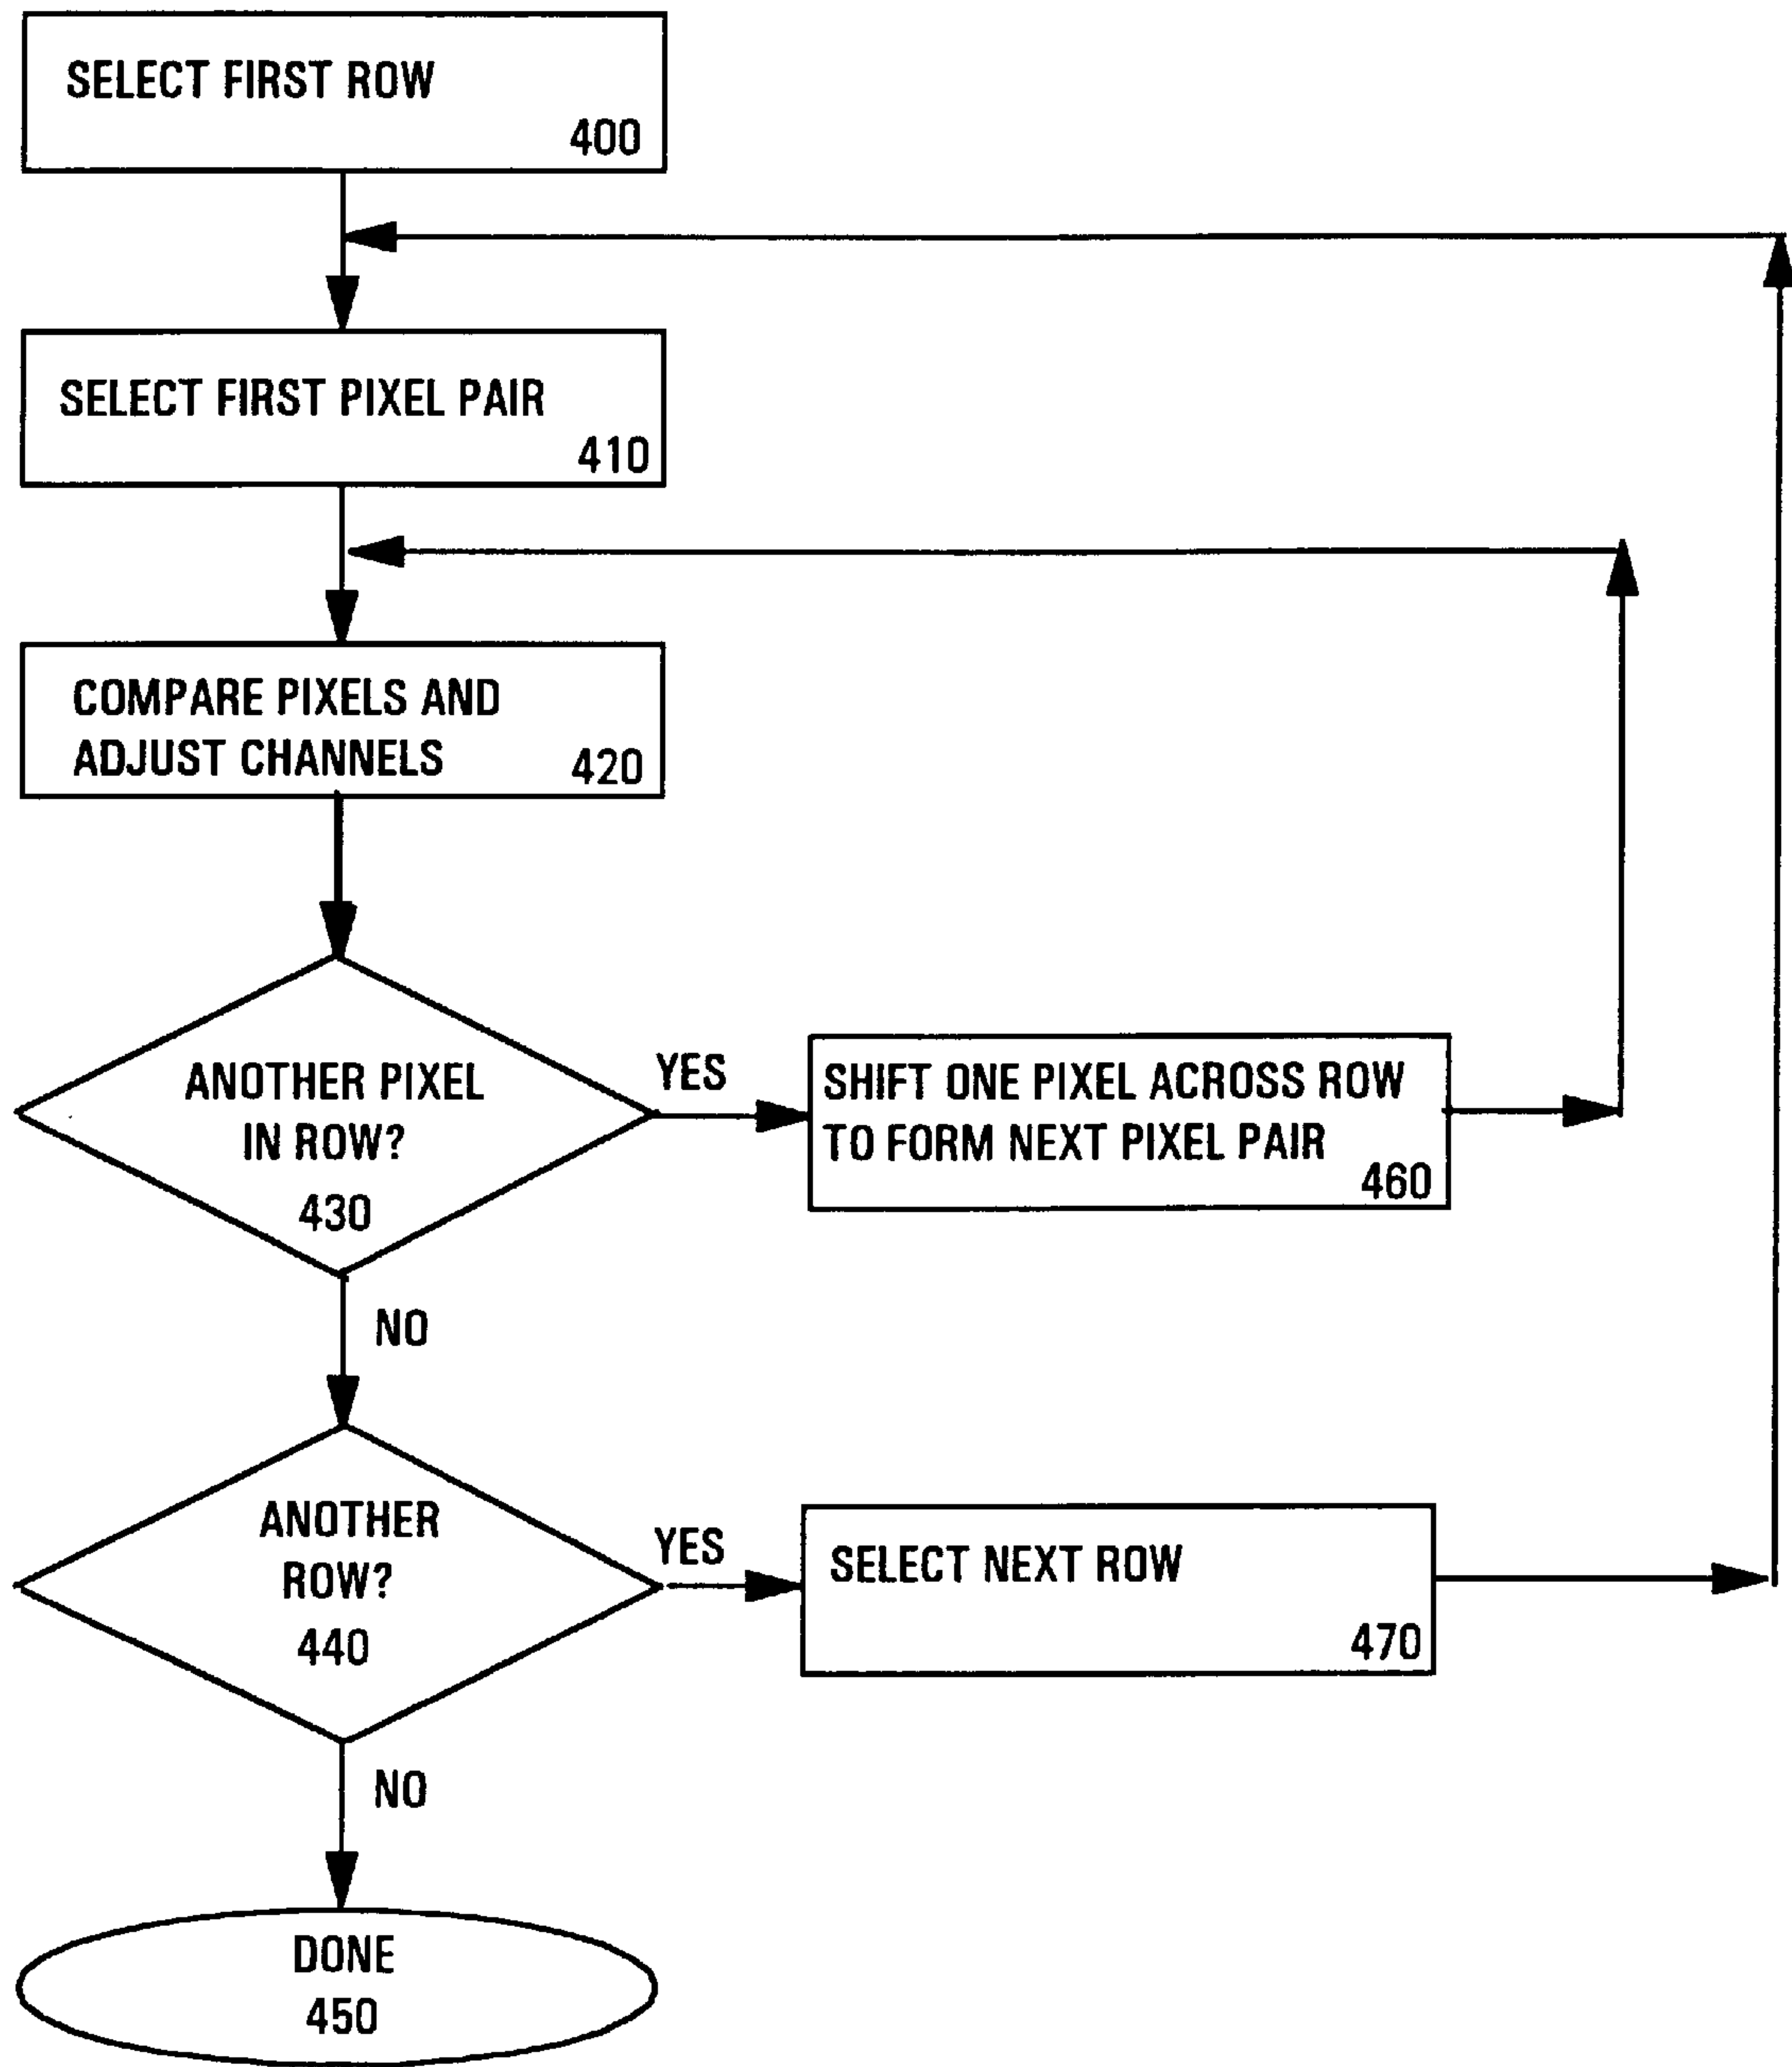 SELECT FIRST ROW
400
SELECT FIRST PIXEL PAIR
410
COMPARE PIXELS AND
ADJUST CHANNELS
420
ANOTHER PIXEL
IN ROW?
430
YES
SHIFT ONE PIXEL ACROSS ROW
TO FORM NEXT PIXEL PAIR
460
NO
ANOTHER
ROW?
440
YES
SELECT NEXT ROW
470
NO
DONE
450